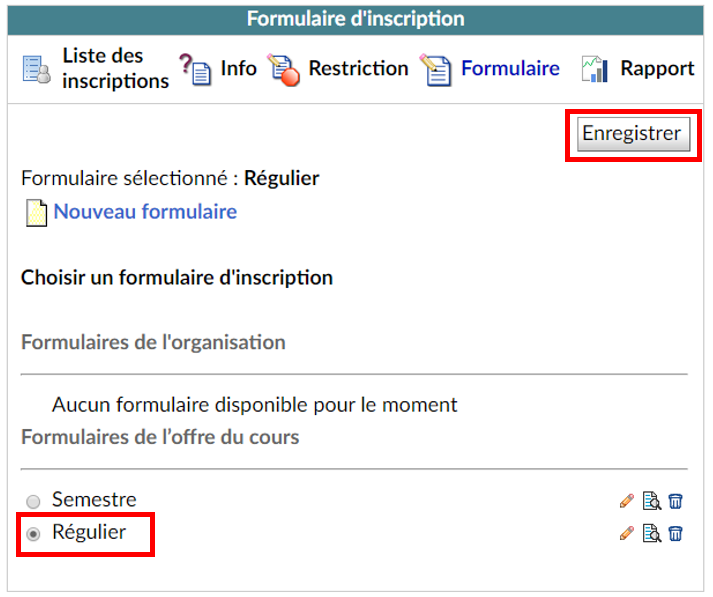 Formulaire d'inscription
Liste des
inscriptions
Info
Restriction
Formulaire
Rapport
Enregistrer
Formulaire sélectionné : Régulier
Nouveau formulaire
Choisir un formulaire d'inscription
Formulaires de l'organisation
Aucun formulaire disponible pour le moment
Formulaires de l’offre du cours
Semestre
Régulier